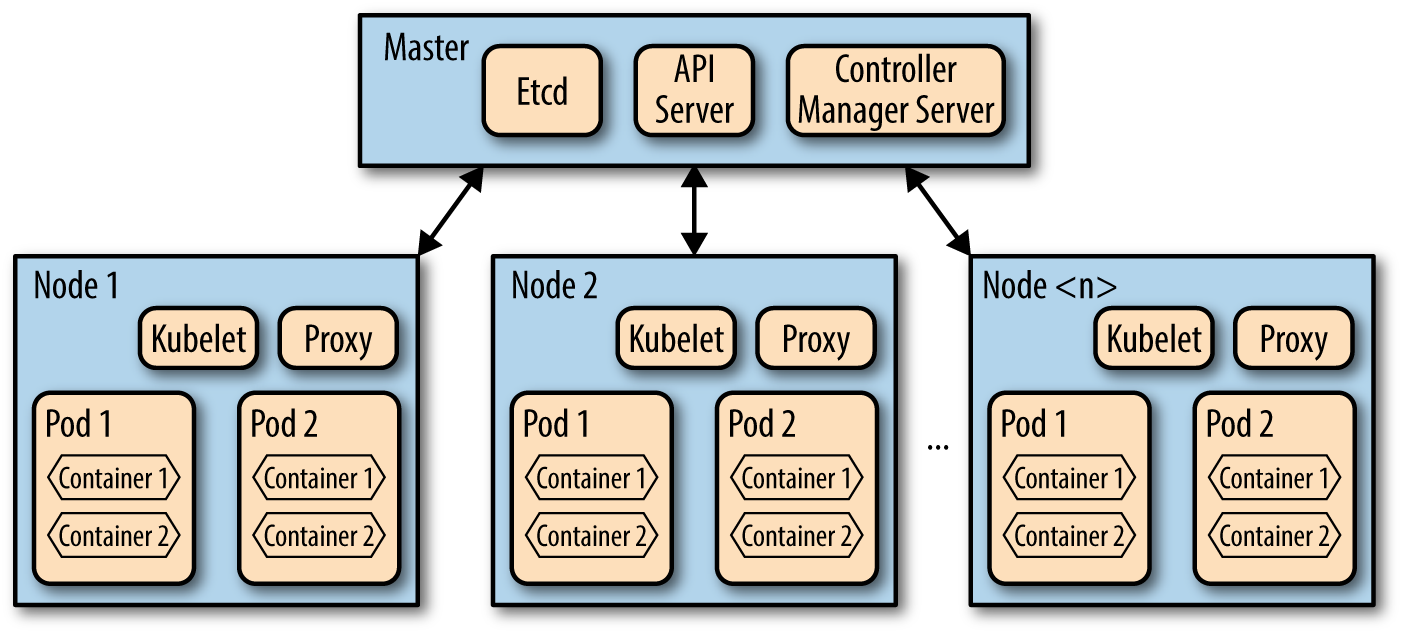 Master
Etcd
API
Server
Controller
Manager Server
Node 1
Kubelet
Proxy
Pod 1
Container 1
Container 2
Pod 2
Container 1
Container 2
Node 2
Kubelet
Proxy
Pod 1
Container 1
Container 2
Pod 2
Container 1
Container 2
...
Node <n>
Kubelet
Proxy
Pod 1
Container 1
Container 2
Pod 2
Container 1
Container 2